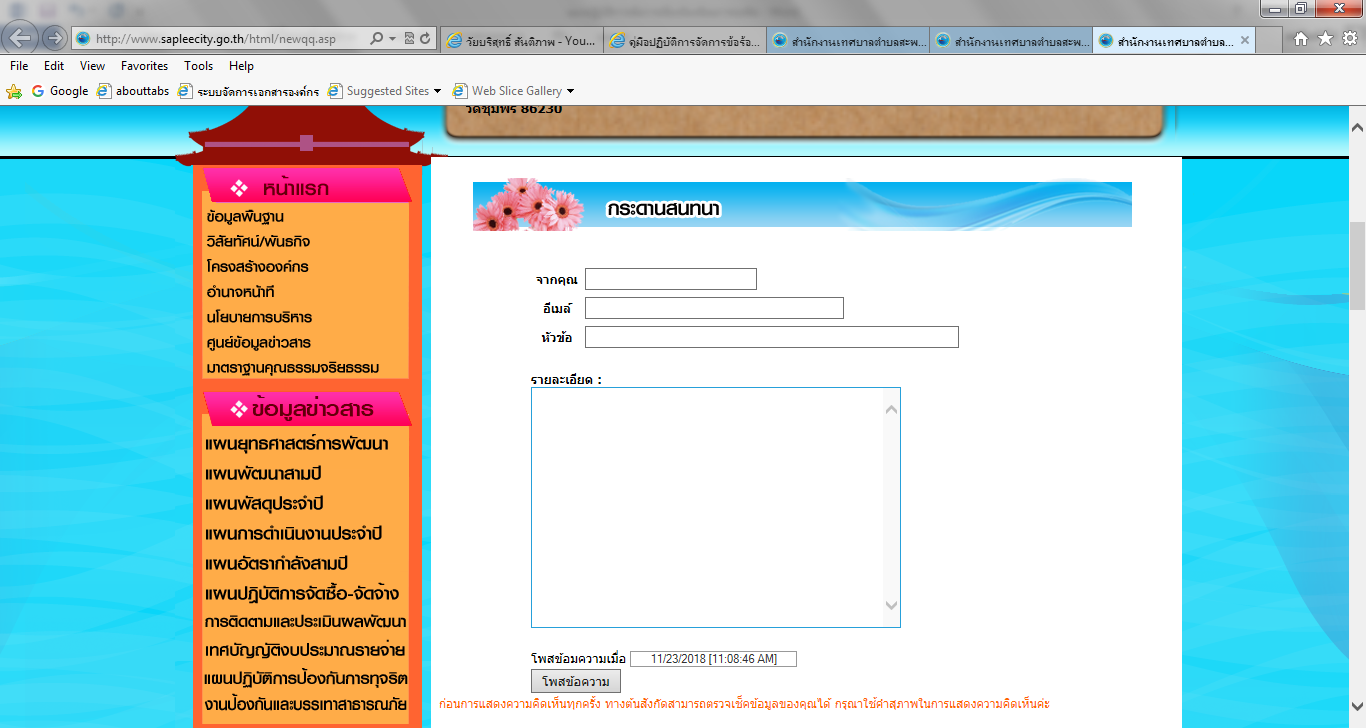 http://www.sapleecity.go.th/html/newqq.asp
วัยบริสุทธิ์ สันติภาพ - You...
คู่มือปฏิบัติการจัดการข้อร้อ...
สำนักงานเทศบาลตำบลสะพ...
สำนักงานเทศบาลตำบลสะพ...
สำนักงานเทศบาลตำบล...
File Edit View Favorites Tools Help
Google abouttabs ระบบจัดการเอกสารองค์กร Suggested Sites Web Slice Gallery
วัดชุมพร 86230
หน้าแรก
ข้อมูลพื้นฐาน
วิสัยทัศน์/พันธกิจ
โครงสร้างองค์กร
อำนาจหน้าที่
นโยบายการบริหาร
ศูนย์ข้อมูลข่าวสาร
มาตราฐานคุณธรรมจริยธรรม
ข้อมูลข่าวสาร
แผนยุทธศาสตร์การพัฒนา
แผนพัฒนาสามปี
แผนพัสดุประจำปี
แผนการดำเนินงานประจำปี
แผนอัตรากำลังสามปี
แผนปฏิบัติการจัดซื้อ-จัดจ้าง
การติดตามและประเมินผลพัฒนา
เทศบัญญัติงบประมาณรายจ่าย
แผนปฏิบัติการป้องกันการทุจริต
งานป้องกันและบรรเทาสาธารณภัย
กระดานสนทนา
จากคุณ
อีเมล์
หัวข้อ
รายละเอียด :
โพสข้อมความเมื่อ 11/23/2018 [11:08:46 AM]
โพสข้อความ
ก่อนการแสดงความคิดเห็นทุกครั้ง ทางต้นสังกัดสามารถตรวจเช็คข้อมูลของคุณได้ กรุณาใช้คำสุภาพในการแสดงความคิดเห็นค่ะ